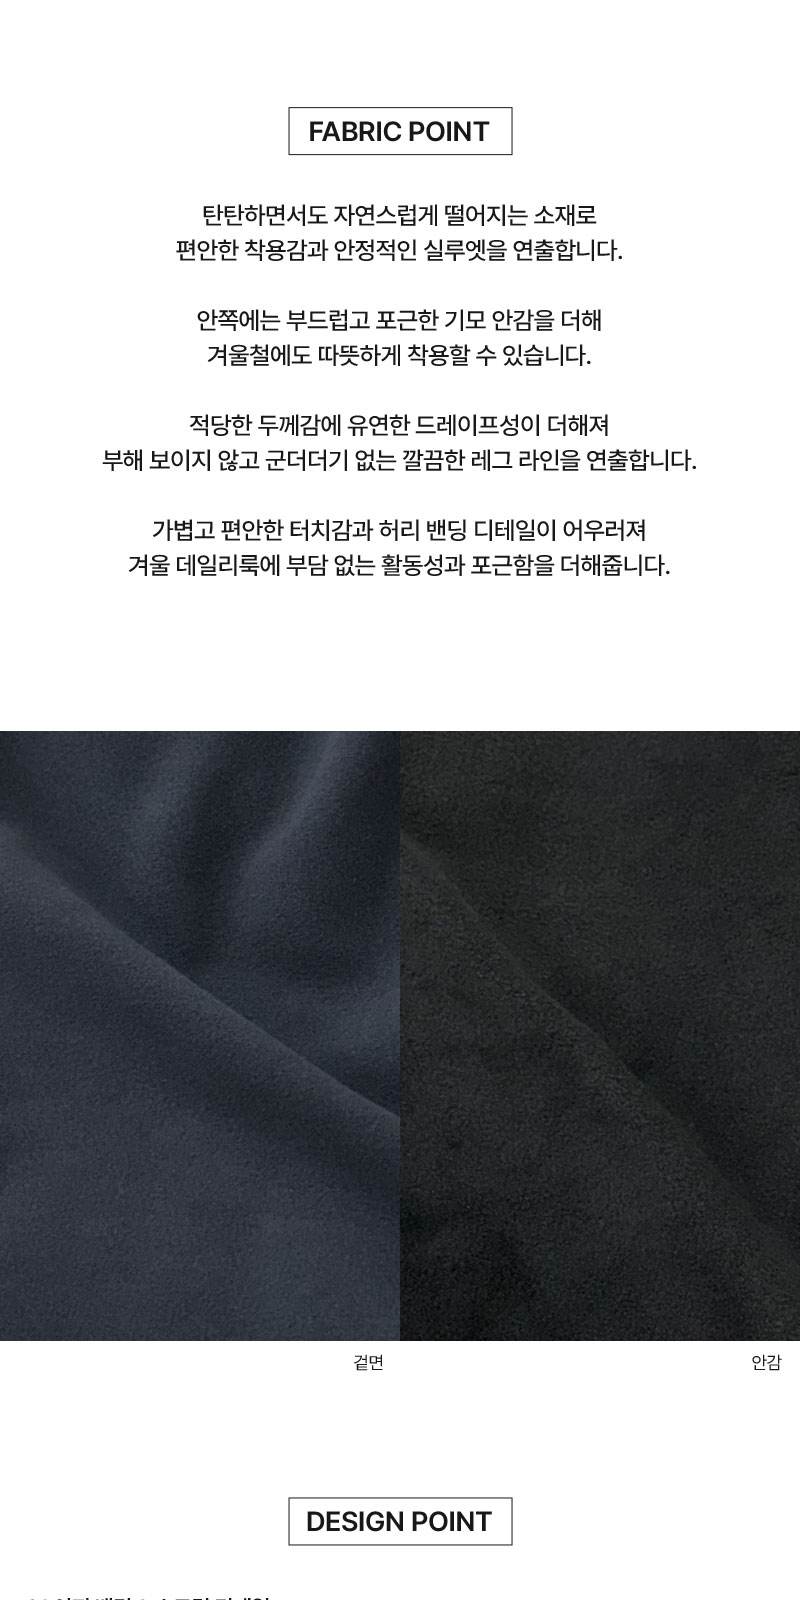 FABRIC POINT
탄탄하면서도 자연스럽게 떨어지는 소재로
편안한 착용감과 안정적인 실루엣을 연출합니다.
안쪽에는 부드럽고 포근한 기모 안감을 더해
겨울철에도 따뜻하게 착용할 수 있습니다.
적당한 두께감에 유연한 드레이프성이 더해져
부해 보이지 않고 군더더기 없는 깔끔한 레그 라인을 연출합니다.
가볍고 편안한 터치감과 허리 밴딩 디테일이 어우러져
겨울 데일리룩에 부담 없는 활동성과 포근함을 더해줍니다.
겉면
안감
DESIGN POINT